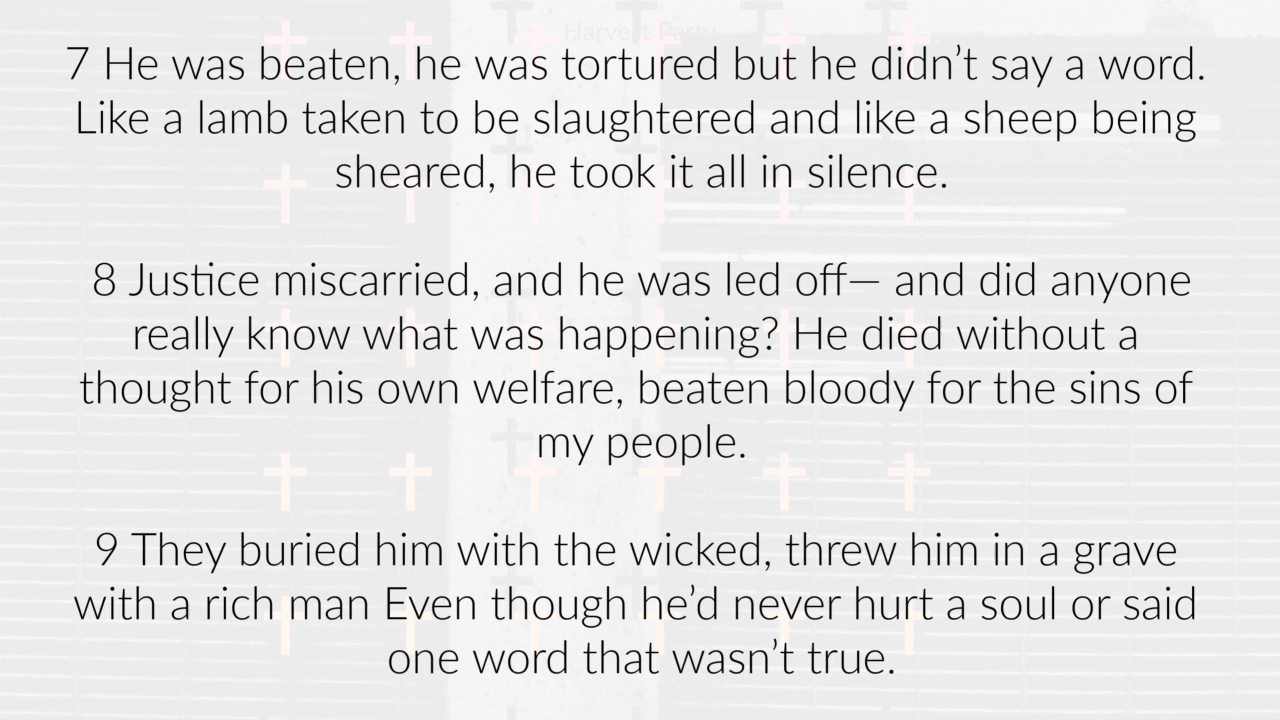 Harvest Party
7 He was beaten, he was tortured but he didn’t say a word.
Like a lamb taken to be slaughtered and like a sheep being
sheared, he took it all in silence.
8 Justice miscarried, and he was led off— and did anyone
really know what was happening? He died without a
thought for his own welfare, beaten bloody for the sins of
my people.
9 They buried him with the wicked, threw him in a grave
with a rich man Even though he’d never hurt a soul or said
one word that wasn’t true.